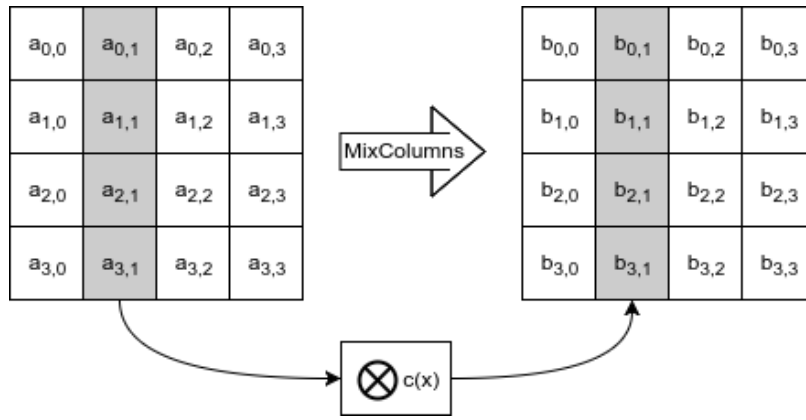 a0,0 a0,1 a0,2 a0,3 b0,0 b0,1 b0,2 b0,3
a1,0 a1,1 a1,2 a1,3 MixColumns b1,0 b1,1 b1,2 b1,3
a2,0 a2,1 a2,2 a2,3 b2,0 b2,1 b2,2 b2,3
a3,0 a3,1 a3,2 a3,3 b3,0 b3,1 b3,2 b3,3
⊗ c(x)